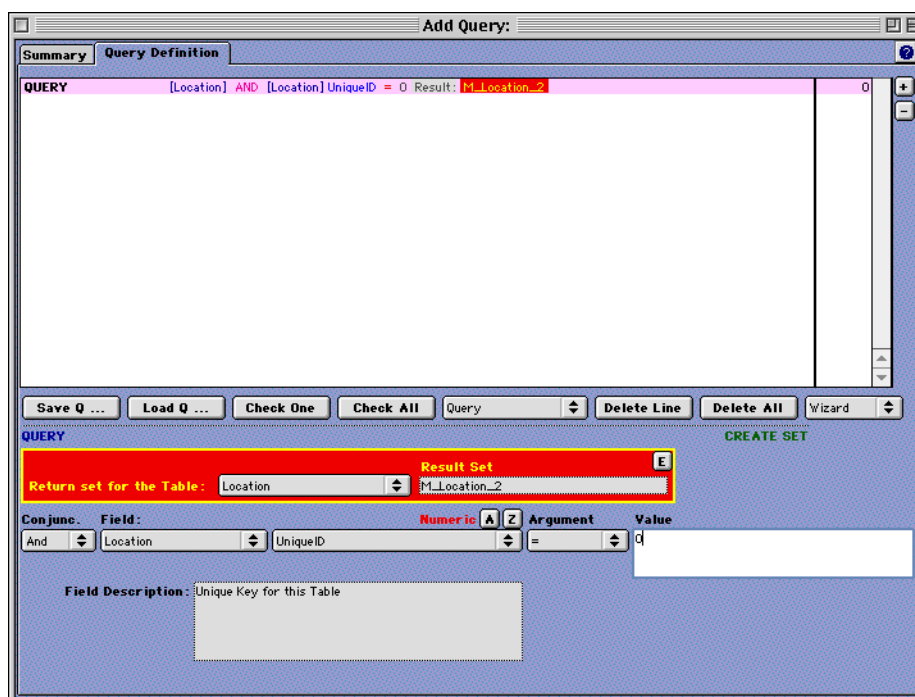 Add Query:
Summary Query Definition ?
QUERY [Location] AND [Location]UniqueID = 0 Result: M_Location_2 0
+
-
Save Q ... Load Q ... Check One Check All Query Delete Line Delete All Wizard
QUERY CREATE SET
Result Set E
Return set for the Table: Location M_Location_2
Conjunc. Field: Numeric A Z Argument Value
And Location UniqueID = 0
Field Description: Unique Key for this Table